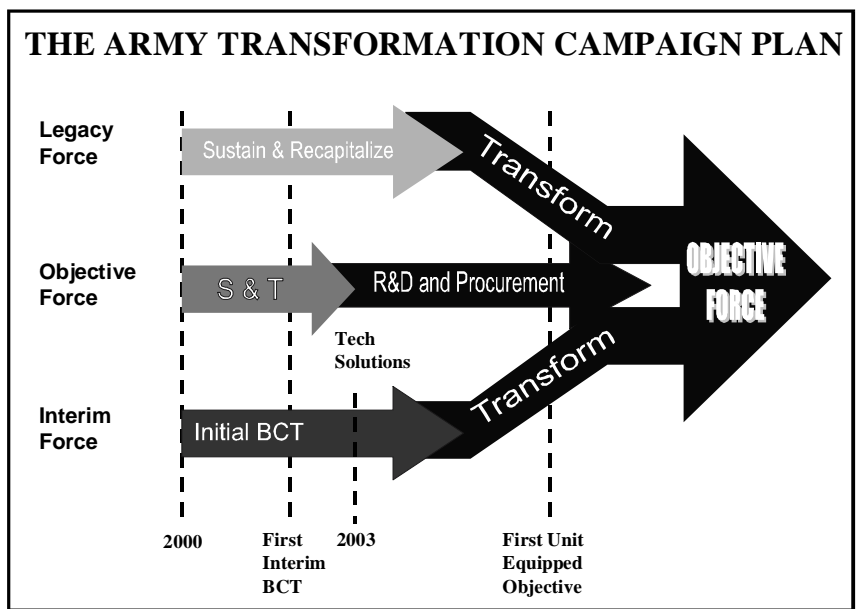 THE ARMY TRANSFORMATION CAMPAIGN PLAN
Legacy
Force
Sustain & Recapitalize
Transform
Objective
Force
S & T
R&D and Procurement
OBJECTIVE
FORCE
Tech
Solutions
Interim
Force
Initial BCT
Transform
2000
First
Interim
BCT
2003
First Unit
Equipped
Objective